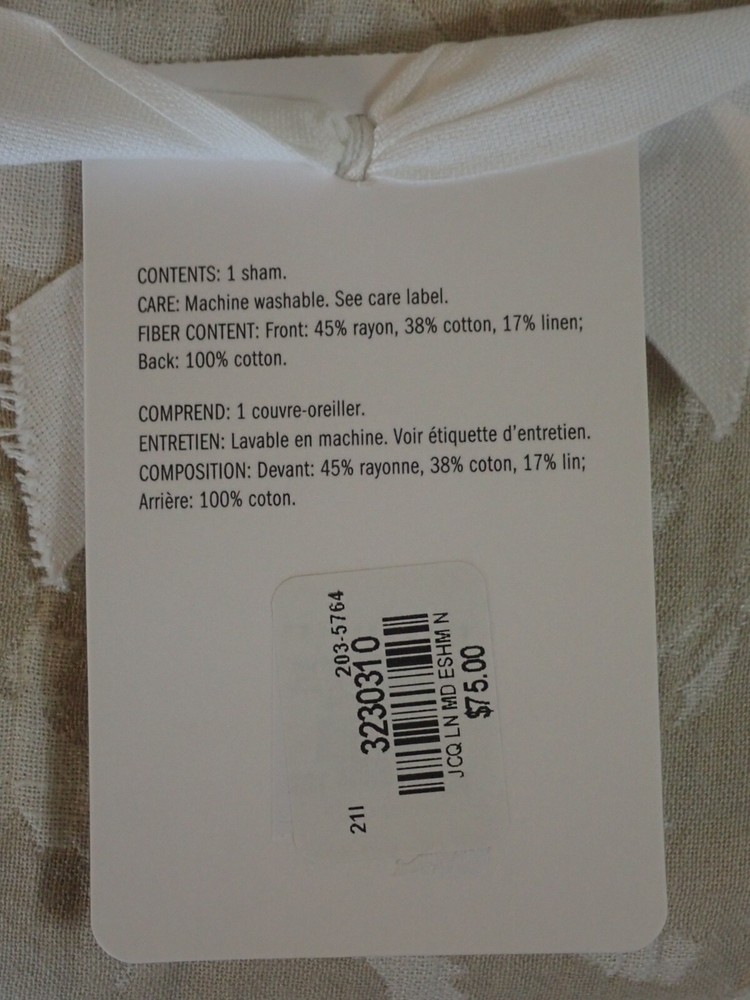 CONTENTS: 1 sham.
CARE: Machine washable. See care label.
FIBER CONTENT: Front: 45% rayon, 38% cotton, 17% linen;
Back: 100% cotton.
COMPREND: 1 couvre-oreiller.
ENTRETIEN: Lavable en machine. Voir étiquette d'entretien.
COMPOSITION: Devant: 45% rayonne, 38% coton, 17% lin;
Arrière: 100% coton.
21I 203-5764
3230310
JCQ LN MD ESHM N
$75.00